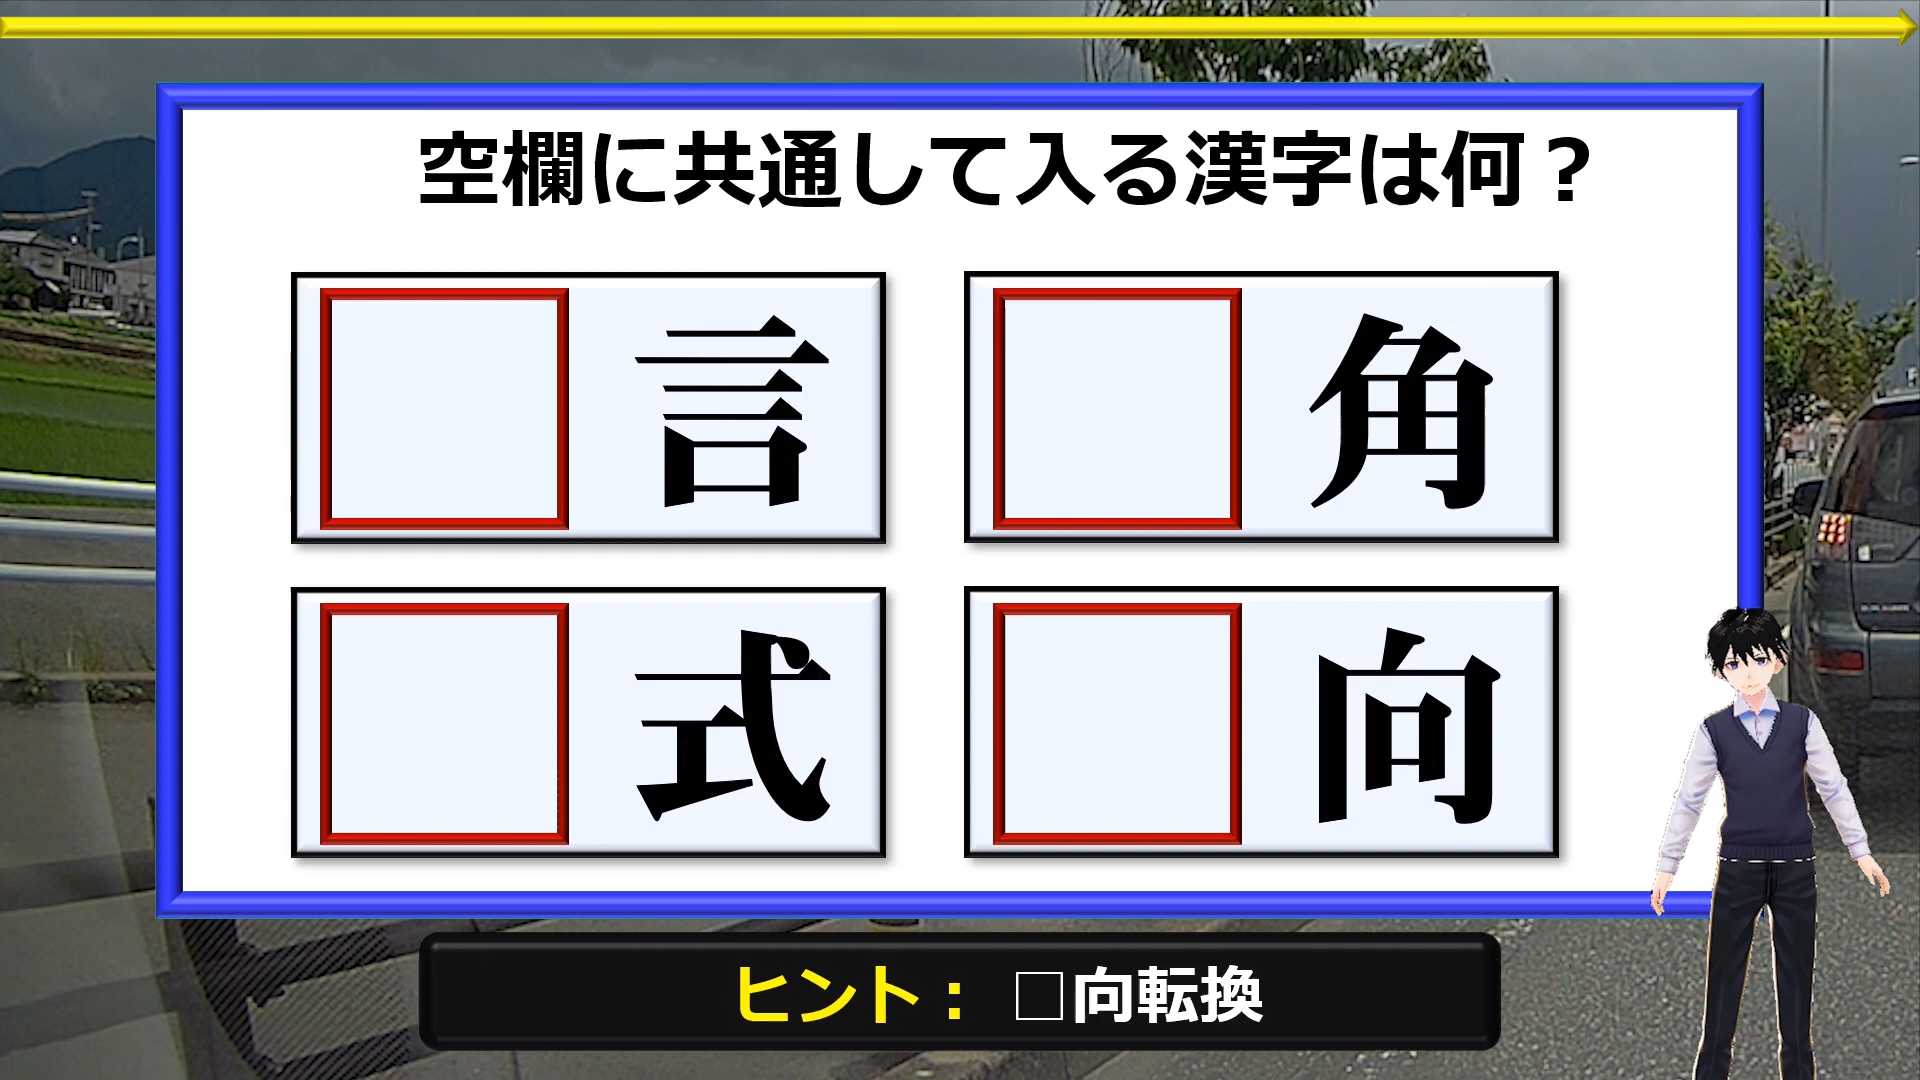 空欄に共通して入る漢字は何？
□言
□角
□式
□向
ヒント： □向転換